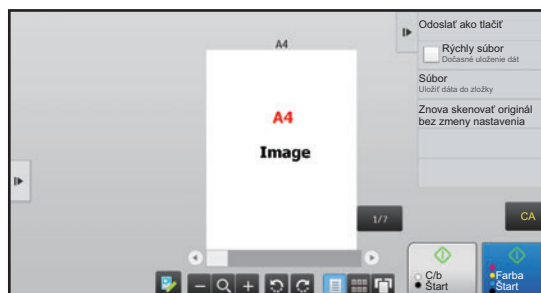 A4
A4
Image
1/7
Odoslať ako tlačiť
Rýchly súbor
Dočasné uloženie dát
Súbor
Uložiť dáta do zložky
Znova skenovať originál
bez zmeny nastavenia
CA
C/b
Štart
Farba
Štart